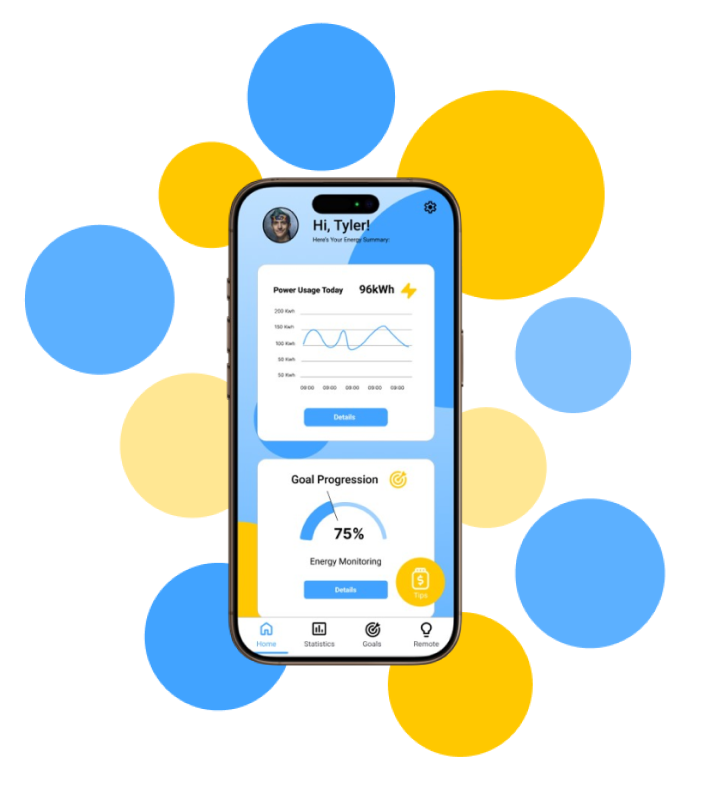 Hi, Tyler!
Here's Your Energy Summary:
Power Usage Today 96kWh
200 Kwh
150 Kwh
100 Kwh
50 Kwh
50 Kwh
09:00 09:00 09:00 09:00 09:00
Details
Goal Progression
75%
Energy Monitoring
Details
$
Tips
Home Statistics Goals Remote